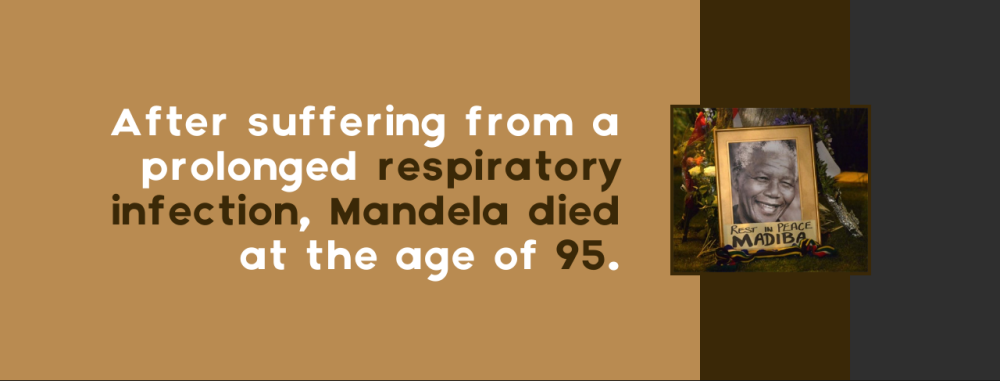 After suffering from a
prolonged respiratory
infection, Mandela died
at the age of 95.
REST IN PEACE
MADIBA